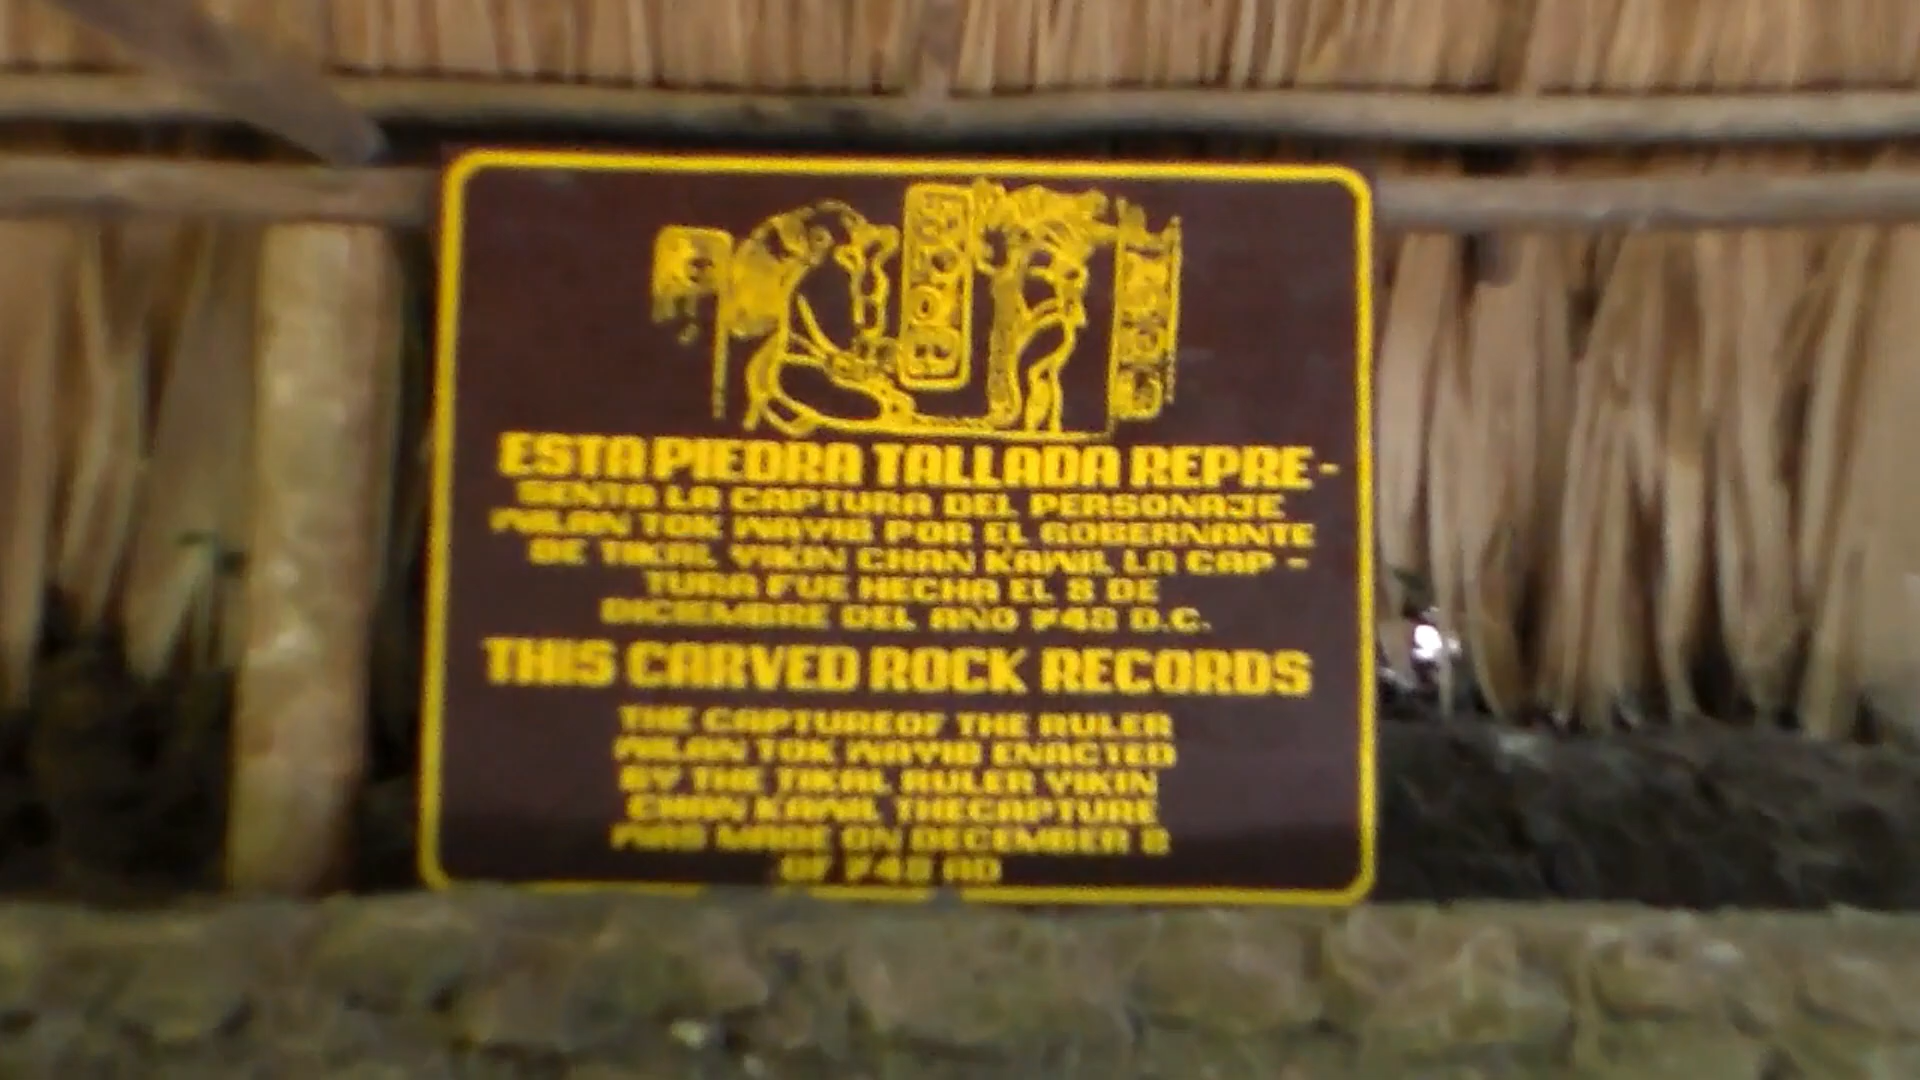 ESTA PIEDRA TALLADA REPRE-
SENTA LA CAPTURA DEL PERSONAJE
WILAN TOK WAYIB POR EL GOBERNANTE
DE TIKAL YIKIN CHAN KAWIL LA CAP-
TURA FUE HECHA EL 8 DE
DICIEMBRE DEL AÑO 748 D.C.
THIS CARVED ROCK RECORDS
THE CAPTUREOF THE RULER
WILAN TOK WAYIB ENACTED
BY THE TIKAL RULER YIKIN
CHAN KAWIL THECAPTURE
WAS MADE ON DECEMBER 8
OF 748 AD